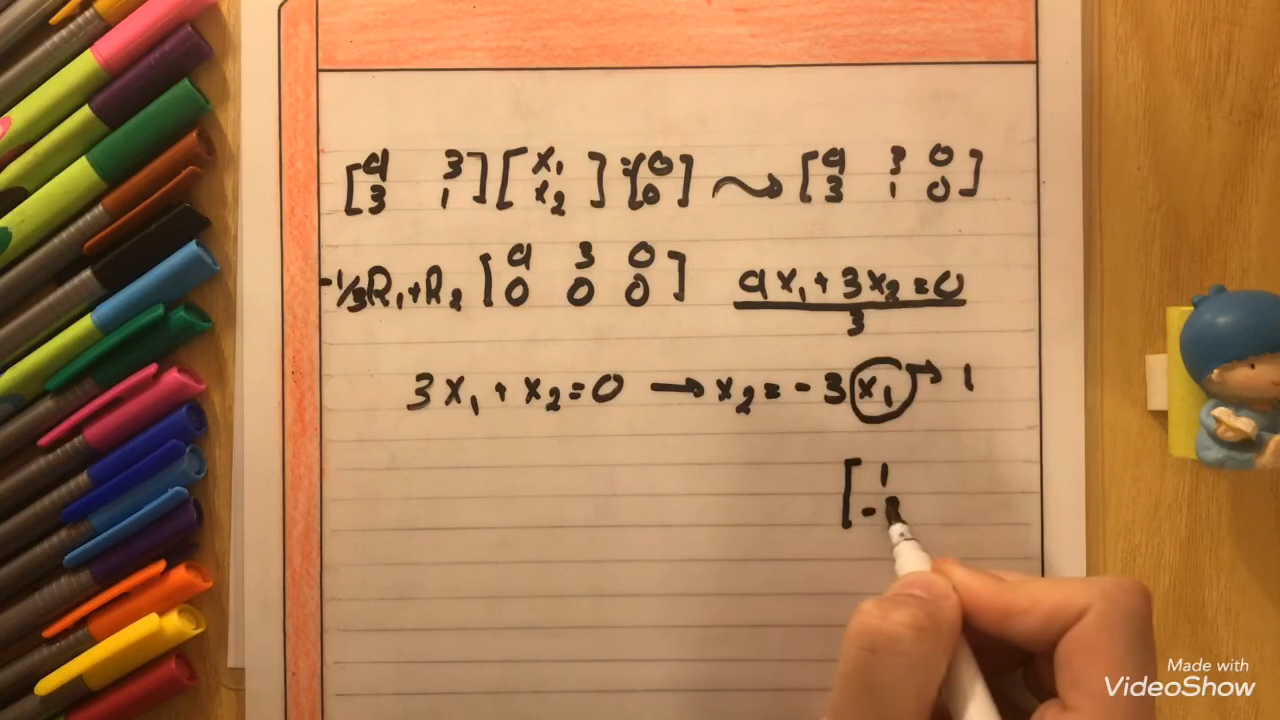 [9 3 3 1] [x₁ x₂] = [0 0] ⇝ [9 3 0 3 1 0]
-1/3R₁+R₂ [9 3 0 0 0 0] 9x₁+3x₂=0
3
3x₁+x₂=0 → x₂=-3x₁ → 1
[1
-
Made with
VideoShow